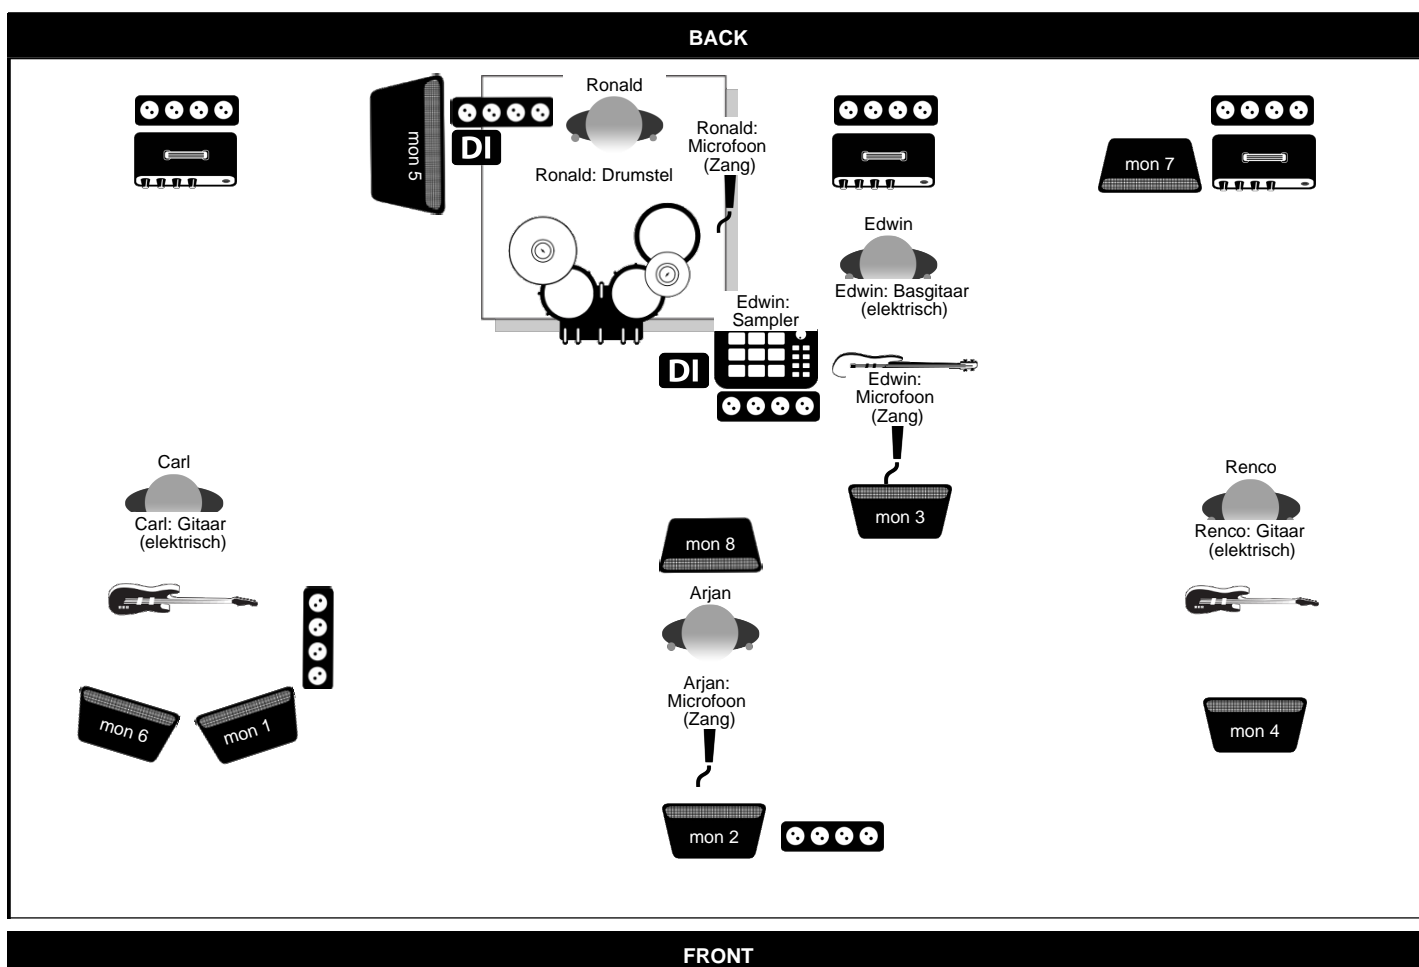 BACK
Ronald
mon 5
DI
Ronald:
Microfoon
(Zang)
Ronald: Drumstel
mon 7
Edwin
Edwin: Basgitaar
(elektrisch)
Edwin:
Sampler
DI
Edwin:
Microfoon
(Zang)
Carl
Carl: Gitaar
(elektrisch)
Renco
Renco: Gitaar
(elektrisch)
mon 3
mon 8
Arjan
Arjan:
Microfoon
(Zang)
mon 6
mon 1
mon 4
mon 2
FRONT